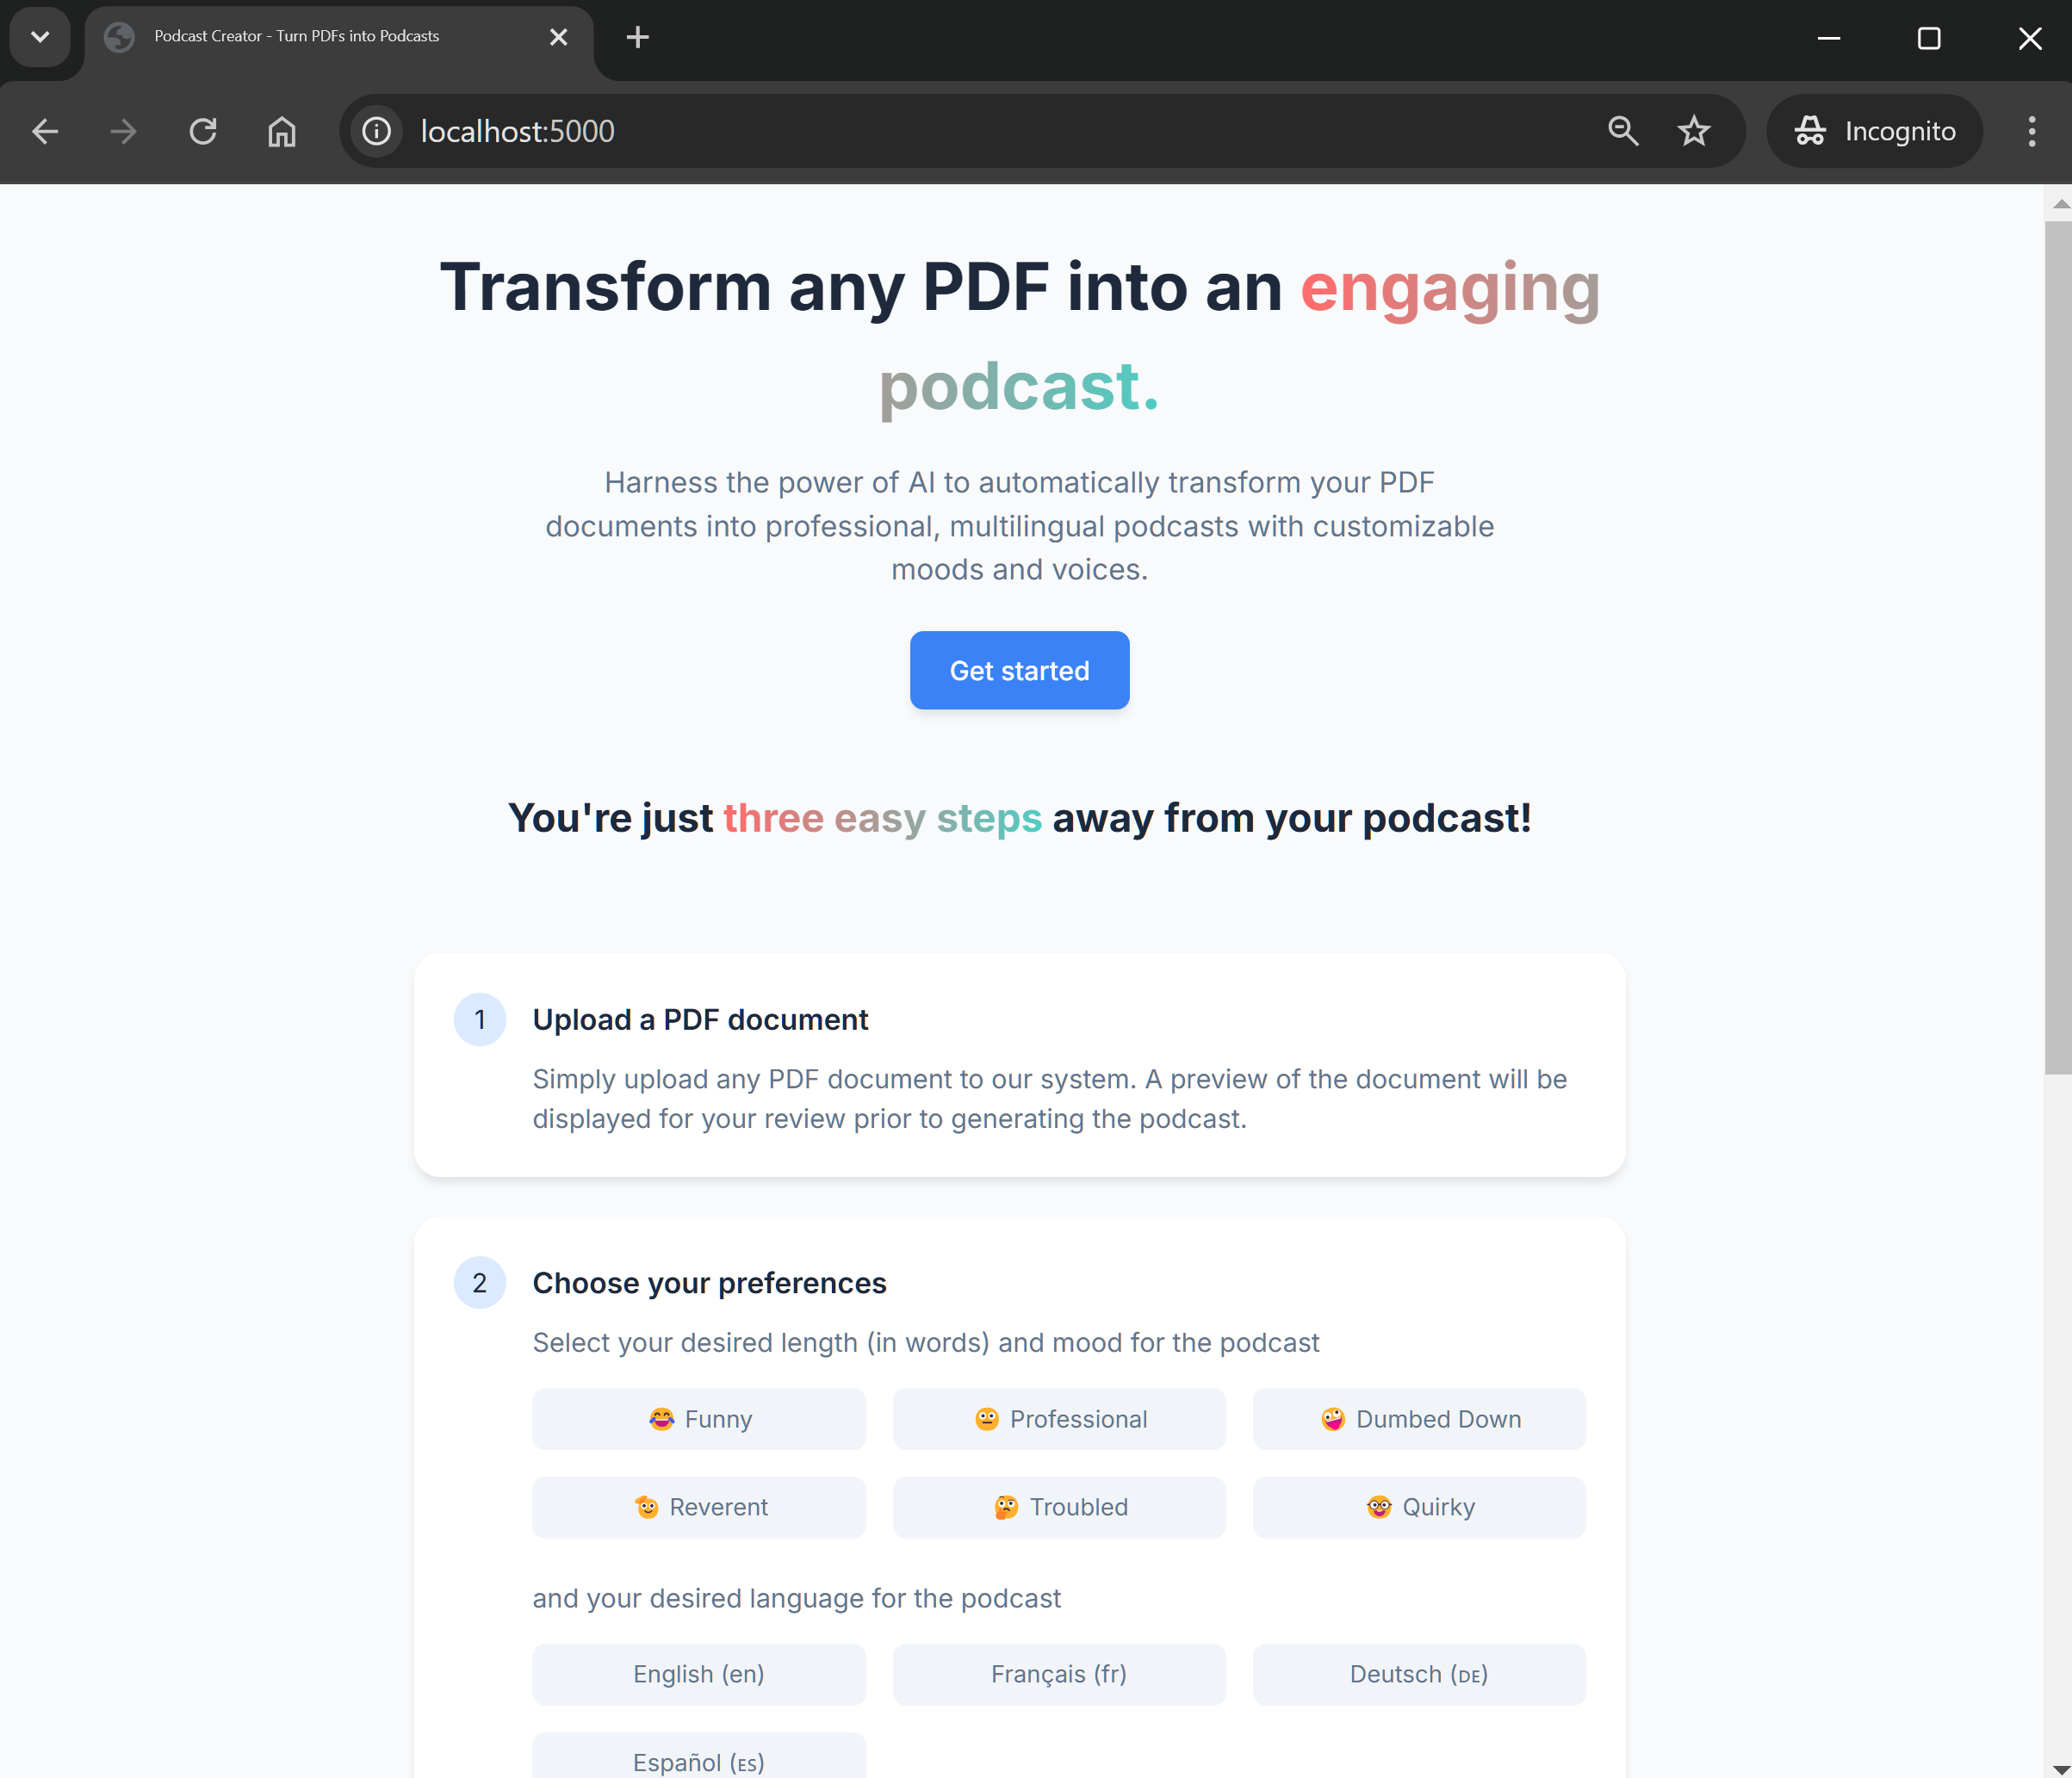 Podcast Creator - Turn PDFs into Podcasts
localhost:5000
Incognito
Transform any PDF into an engaging
podcast.
Harness the power of AI to automatically transform your PDF
documents into professional, multilingual podcasts with customizable
moods and voices.
Get started
You're just three easy steps away from your podcast!
1
Upload a PDF document
Simply upload any PDF document to our system. A preview of the document will be
displayed for your review prior to generating the podcast.
2
Choose your preferences
Select your desired length (in words) and mood for the podcast
😂 Funny
😐 Professional
🤪 Dumbed Down
🫡 Reverent
🤔 Troubled
🤓 Quirky
and your desired language for the podcast
English (en)
Français (fr)
Deutsch (ᴅᴇ)
Español (ᴇs)